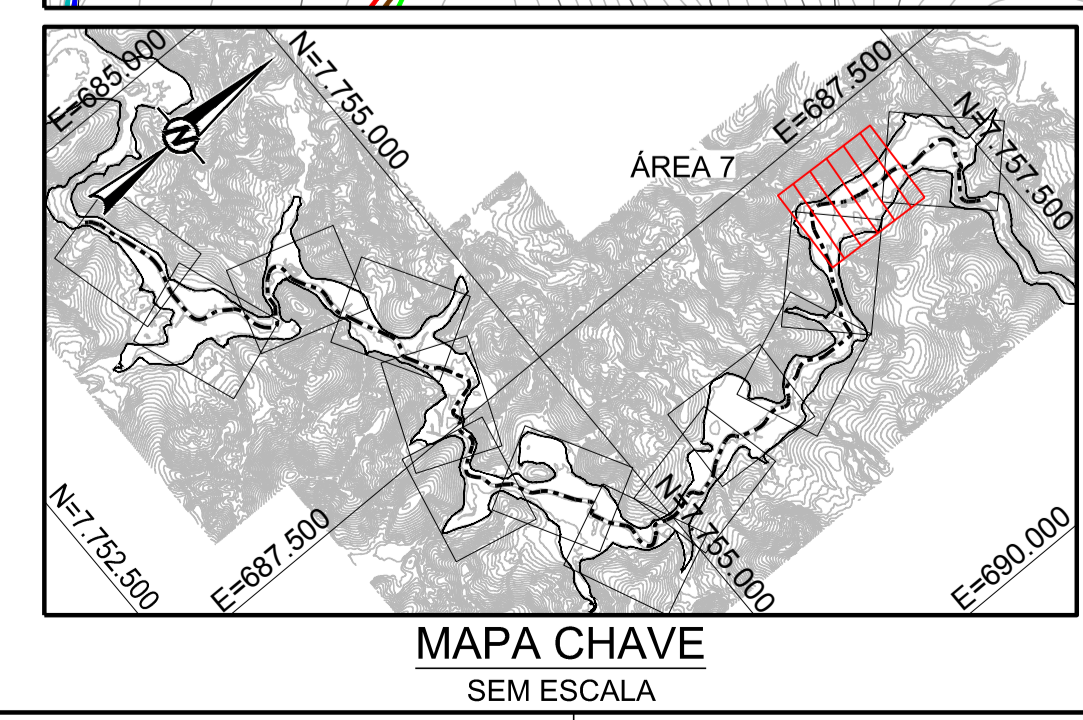 E=685.000
N=7.755.000
E=687.500
N=7.757.500
ÁREA 7
N
N=7.752.500
E=687.500
N=7.755.000
E=690.000
MAPA CHAVE
SEM ESCALA